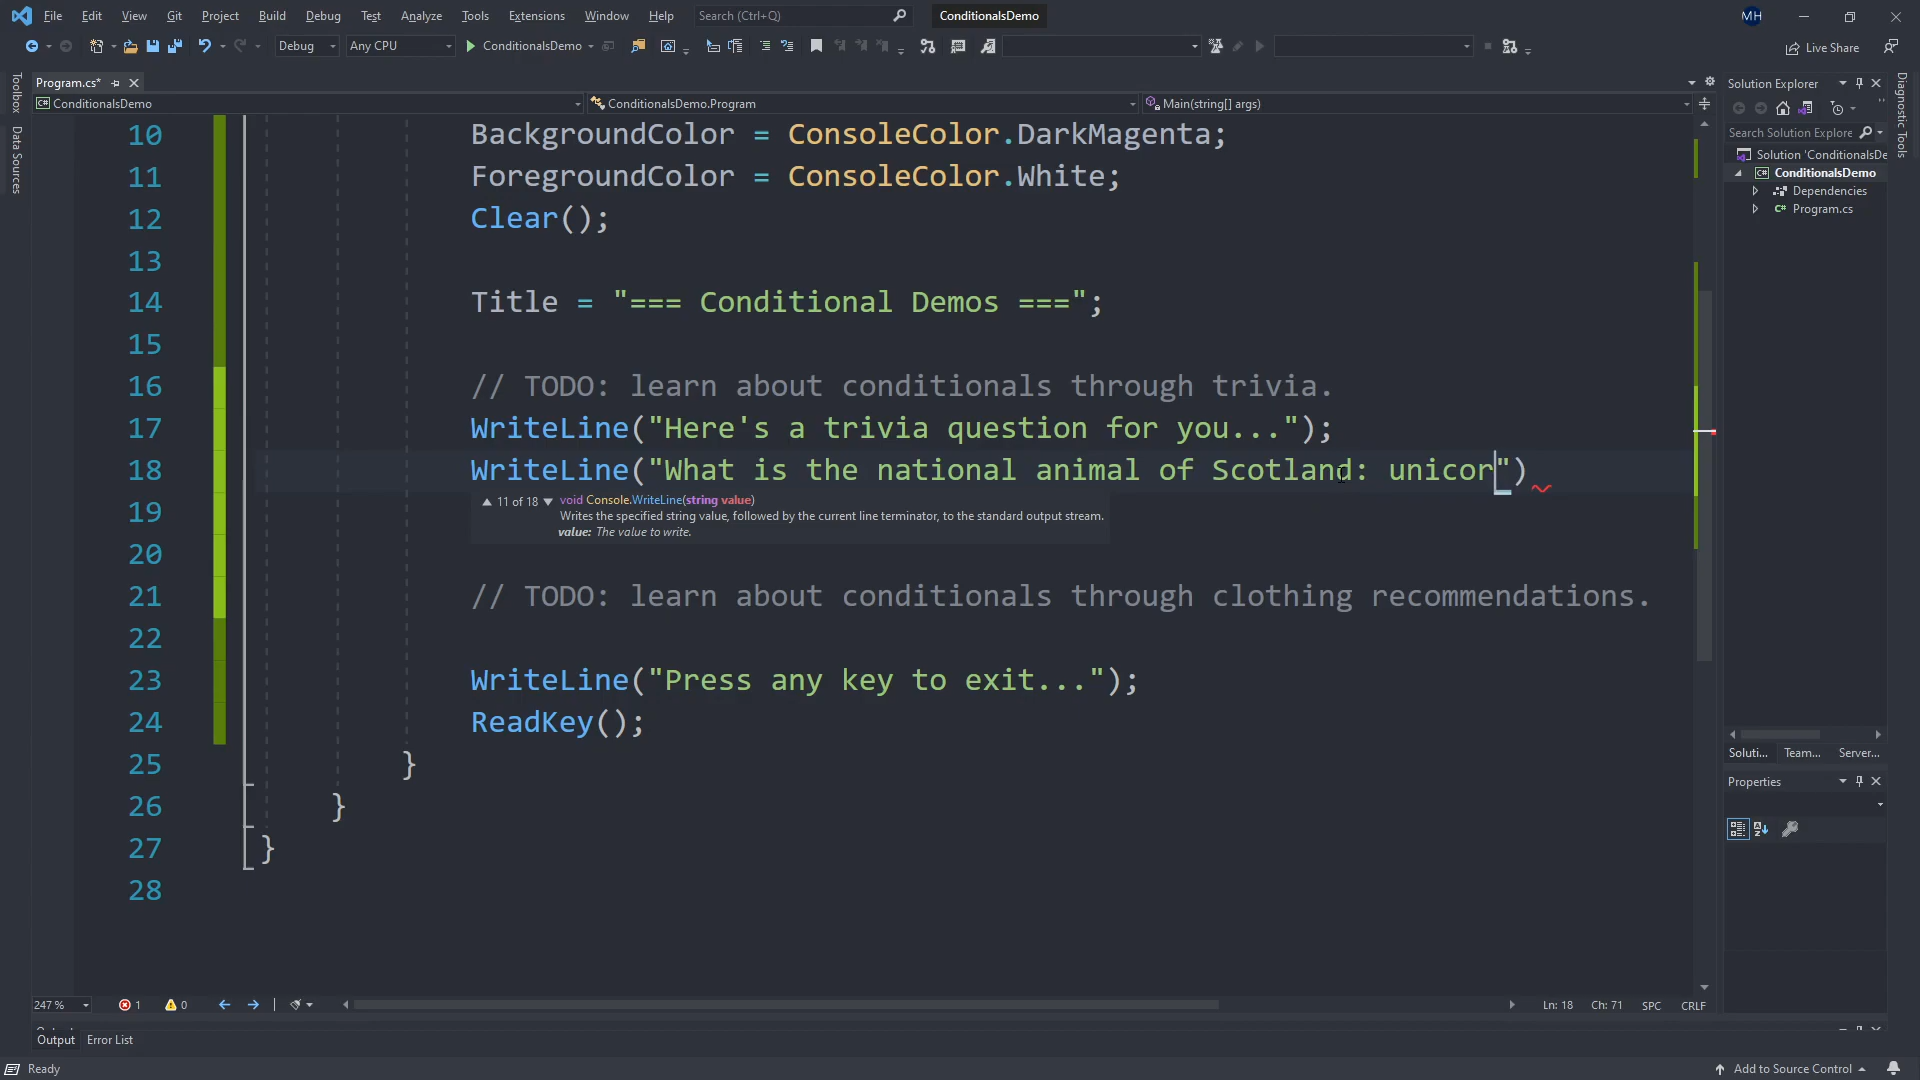 File Edit View Git Project Build Debug Test Analyze Tools Extensions Window Help Search (Ctrl+Q) ConditionalsDemo MH
Debug Any CPU ConditionalsDemo Live Share
Program.cs* Solution Explorer
ConditionalsDemo ConditionalsDemo.Program Main(string[] args)
Toolbox
Data Sources
10 BackgroundColor = ConsoleColor.DarkMagenta;
11 ForegroundColor = ConsoleColor.White;
12 Clear();
13
14 Title = "=== Conditional Demos ===";
15
16 // TODO: learn about conditionals through trivia.
17 WriteLine("Here's a trivia question for you...");
18 WriteLine("What is the national animal of Scotland: unicor")
11 of 18 void Console.WriteLine(string value)
Writes the specified string value, followed by the current line terminator, to the standard output stream.
value: The value to write.
19
20
21 // TODO: learn about conditionals through clothing recommendations.
22
23 WriteLine("Press any key to exit...");
24 ReadKey();
25 }
26 }
27 }
28
Search Solution Explore
Solution 'ConditionalsDe
ConditionalsDemo
Dependencies
C# Program.cs
Soluti... Team... Server...
Properties
Diagnostic Tools
247 % 1 0 Ln: 18 Ch: 71 SPC CRLF
Output Error List
Ready Add to Source Control